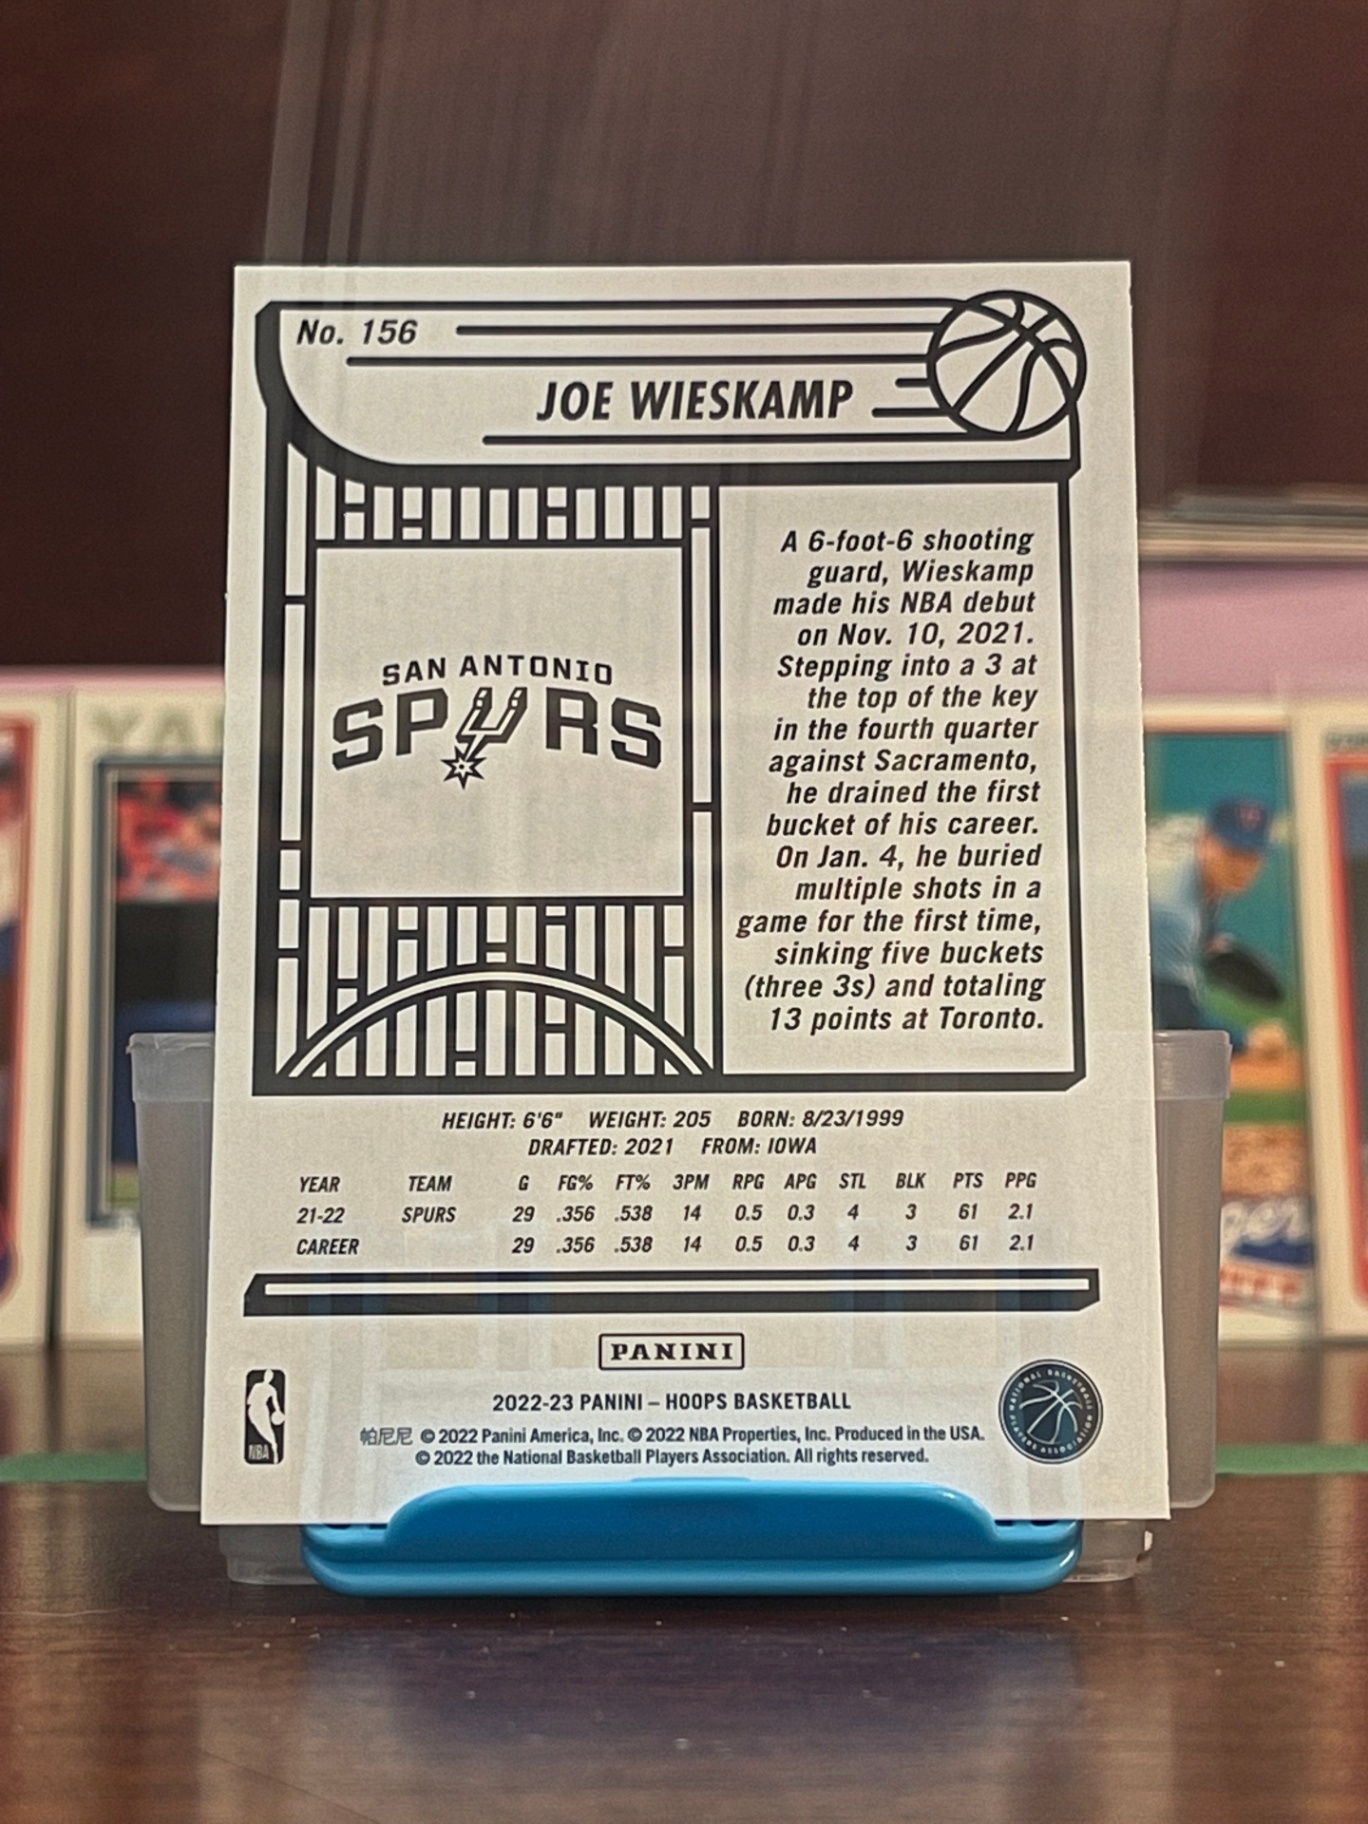 No. 156
JOE WIESKAMP
SAN ANTONIO
SPURS
A 6-foot-6 shooting
guard, Wieskamp
made his NBA debut
on Nov. 10, 2021.
Stepping into a 3 at
the top of the key
in the fourth quarter
against Sacramento,
he drained the first
bucket of his career.
On Jan. 4, he buried
multiple shots in a
game for the first time,
sinking five buckets
(three 3s) and totaling
13 points at Toronto.
HEIGHT: 6'6" WEIGHT: 205 BORN: 8/23/1999
DRAFTED: 2021 FROM: IOWA
YEAR TEAM G FG% FT% 3PM RPG APG STL BLK PTS PPG
21-22 SPURS 29 .356 .538 14 0.5 0.3 4 3 61 2.1
CAREER 29 .356 .538 14 0.5 0.3 4 3 61 2.1
PANINI
2022-23 PANINI – HOOPS BASKETBALL
帕尼尼 © 2022 Panini America, Inc. © 2022 NBA Properties, Inc. Produced in the USA.
© 2022 the National Basketball Players Association. All rights reserved.
NBA
NATIONAL BASKETBALL PLAYERS ASSOCIATION